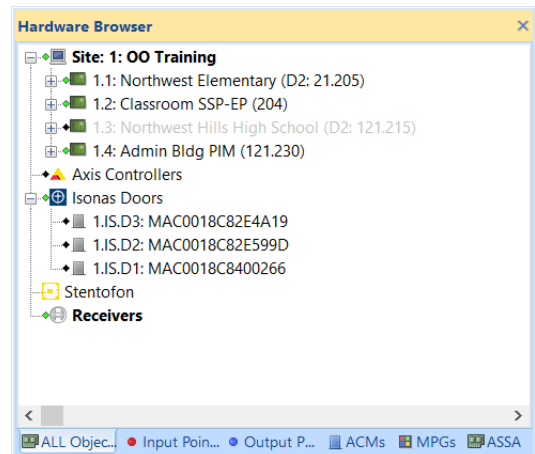 Hardware Browser
Site: 1: OO Training
1.1: Northwest Elementary (D2: 21.205)
1.2: Classroom SSP-EP (204)
1.3: Northwest Hills High School (D2: 121.215)
1.4: Admin Bldg PIM (121.230)
Axis Controllers
Isonas Doors
1.IS.D3: MAC0018C82E4A19
1.IS.D2: MAC0018C82E599D
1.IS.D1: MAC0018C8400266
Stentofon
Receivers
ALL Objec... Input Poin... Output P... ACMs MPGs ASSA